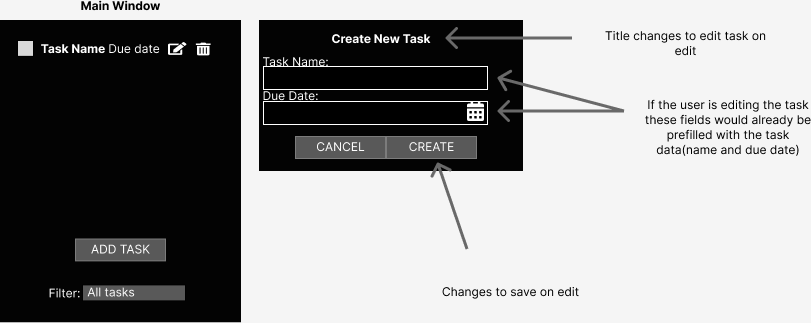 Main Window
Task Name Due date
ADD TASK
Filter: All tasks
Create New Task
Task Name:
Due Date:
CANCEL CREATE
Title changes to edit task on
edit
If the user is editing the task
these fields would already be
prefilled with the task
data(name and due date)
Changes to save on edit